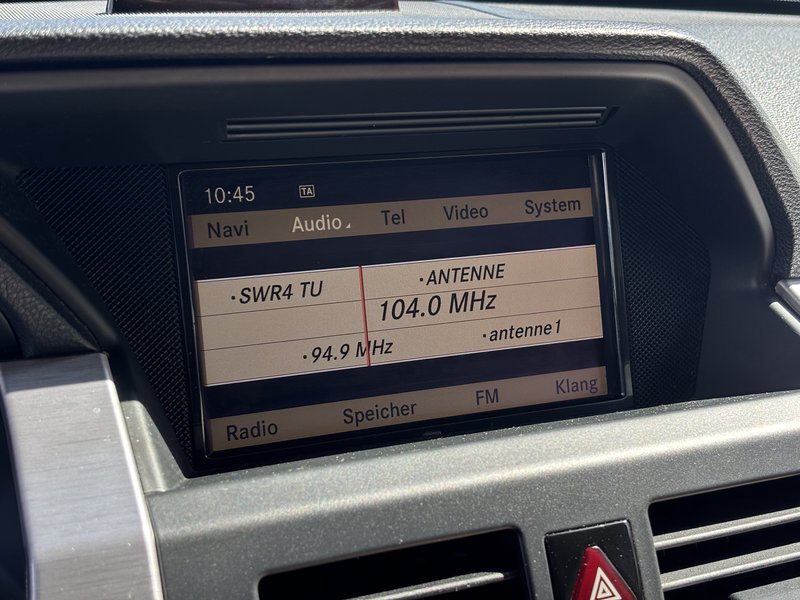 10:45 TA
Navi Audio Tel Video System
·SWR4 TU ·ANTENNE
104.0 MHz
·94.9 MHz ·antenne1
Radio Speicher FM Klang